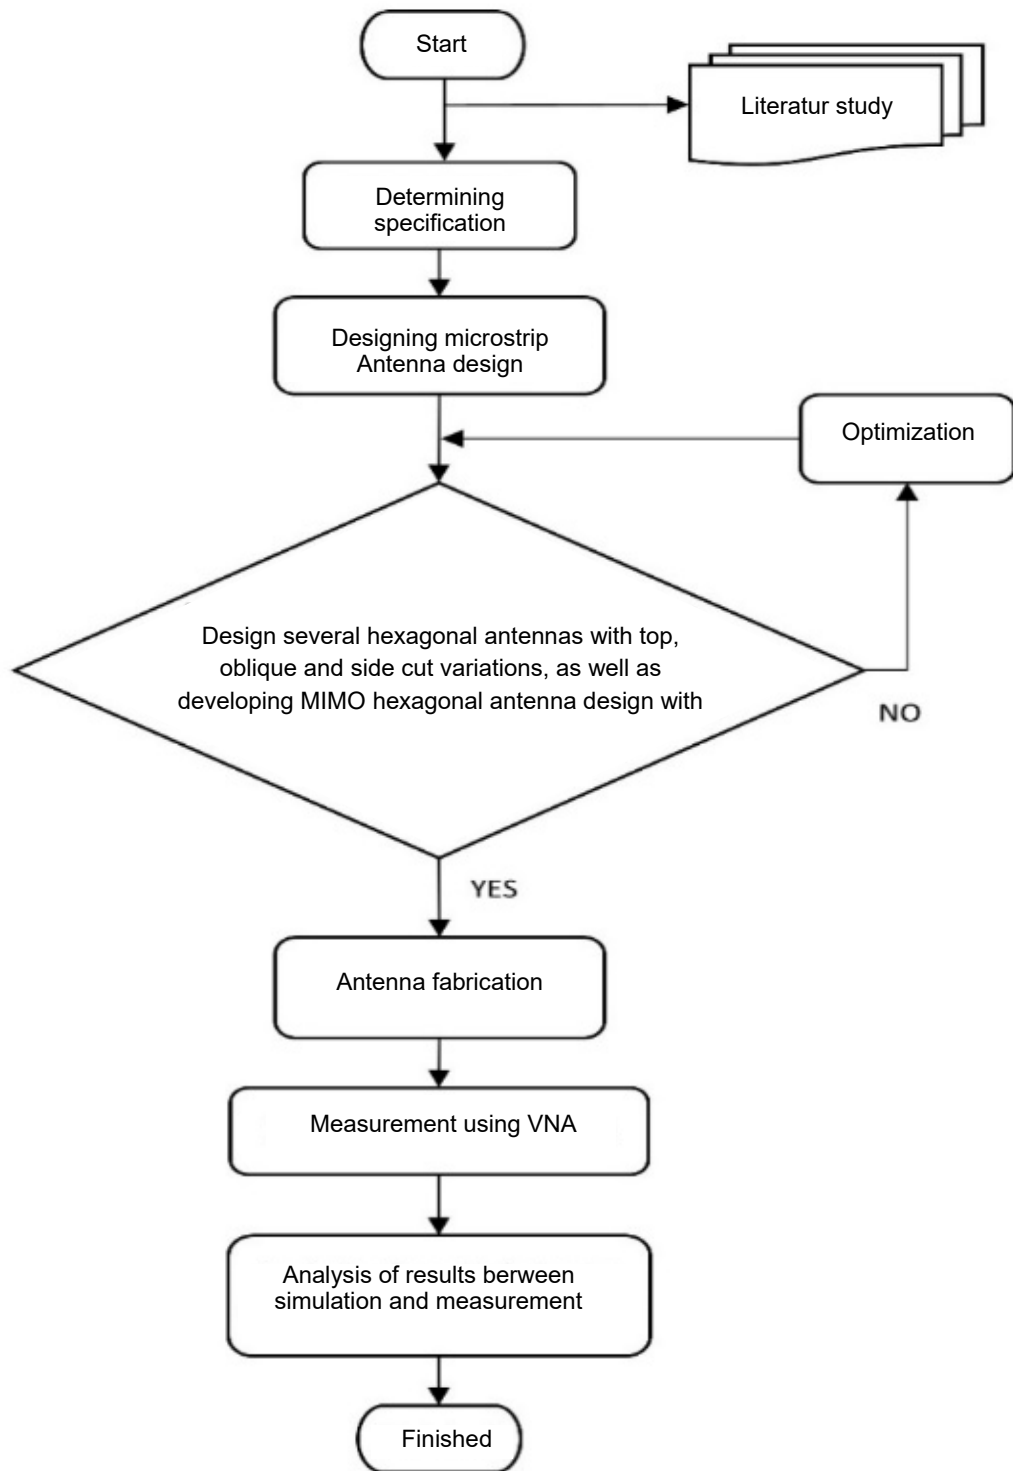 Start
Literatur study
Determining
specification
Designing microstrip
Antenna design
Optimization
Design several hexagonal antennas with top,
oblique and side cut variations, as well as
developing MIMO hexagonal antenna design with
NO
YES
Antenna fabrication
Measurement using VNA
Analysis of results berween
simulation and measurement
Finished